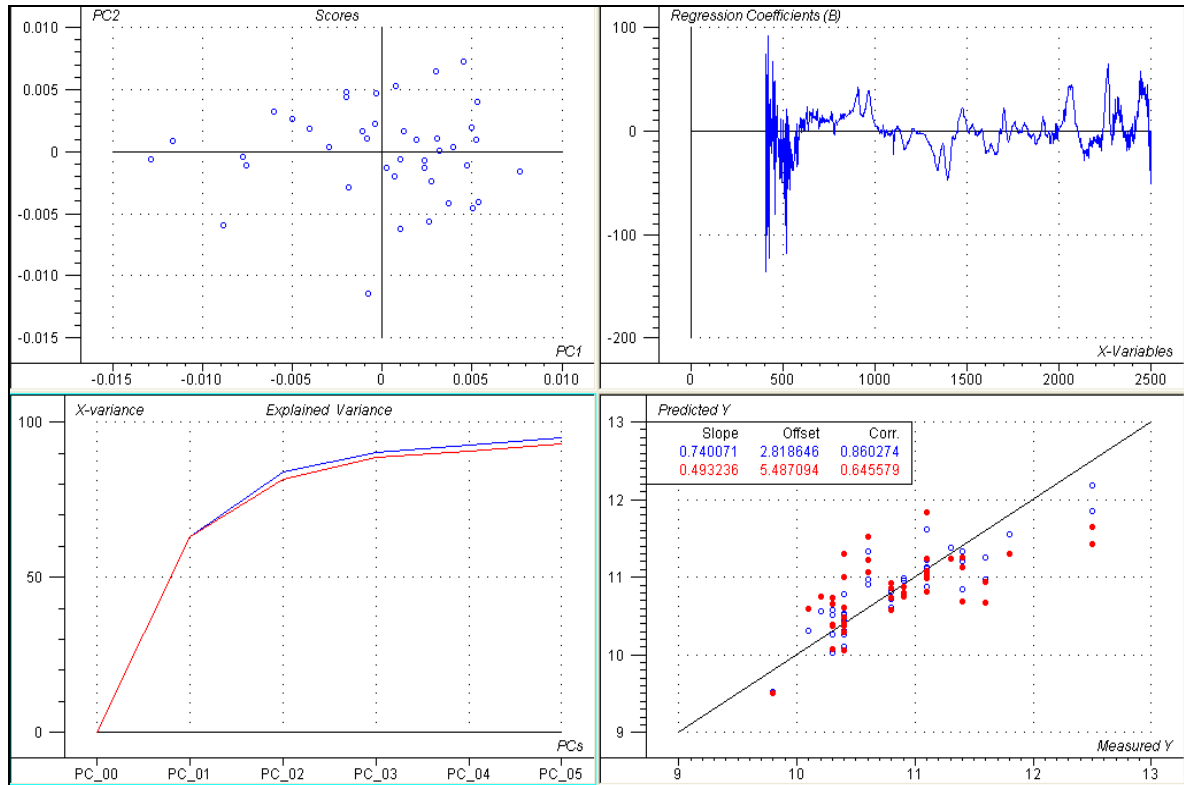 PC2 Scores
0.010
0.005
0
-0.005
-0.010
-0.015
PC1
-0.015 -0.010 -0.005 0 0.005 0.010
Regression Coefficients (B)
100
0
-100
-200
X-Variables
0 500 1000 1500 2000 2500
X-variance Explained Variance
100
50
0
PCs
PC_00 PC_01 PC_02 PC_03 PC_04 PC_05
Predicted Y
13
Slope Offset Corr.
0.740071 2.818646 0.860274
0.493236 5.487094 0.645579
12
11
10
9
Measured Y
9 10 11 12 13